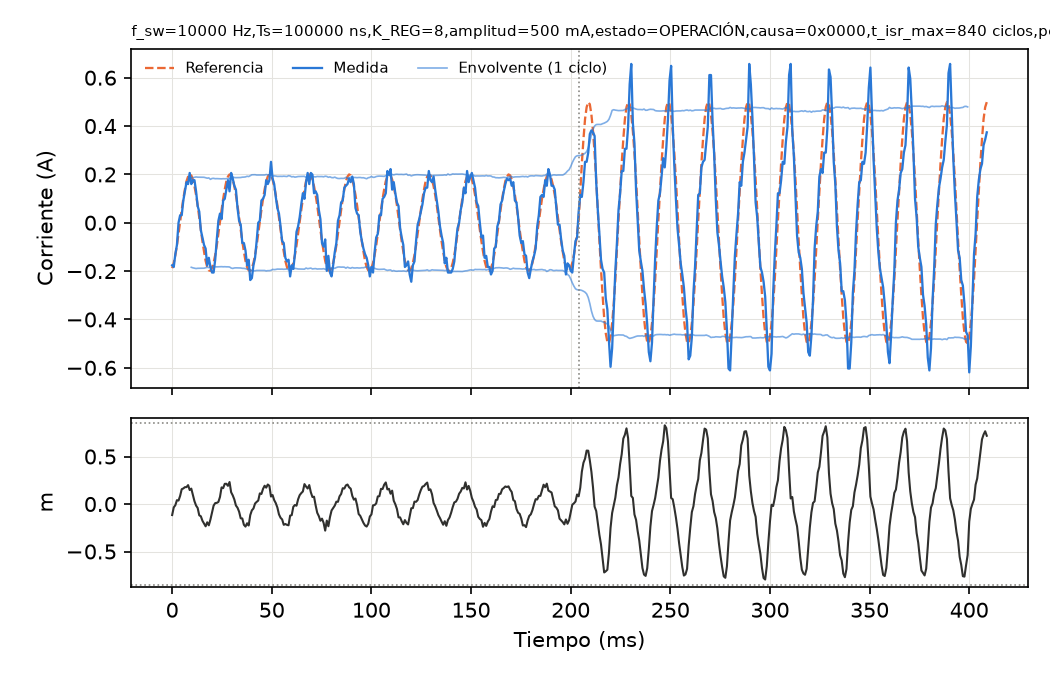 f_sw=10000 Hz,Ts=100000 ns,K_REG=8,amplitud=500 mA,estado=OPERACIÓN,causa=0x0000,t_isr_max=840 ciclos,pe
Referencia
Medida
Envolvente (1 ciclo)
Corriente (A)
0.6
0.4
0.2
0.0
−0.2
−0.4
−0.6
m
0.5
0.0
−0.5
0
50
100
150
200
250
300
350
400
Tiempo (ms)